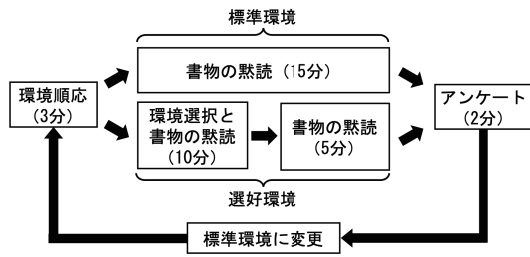 標準環境
書物の黙読（15分）
環境順応
（3分）
環境選択と
書物の黙読
（10分）
書物の黙読
（5分）
アンケート
（2分）
選好環境
標準環境に変更